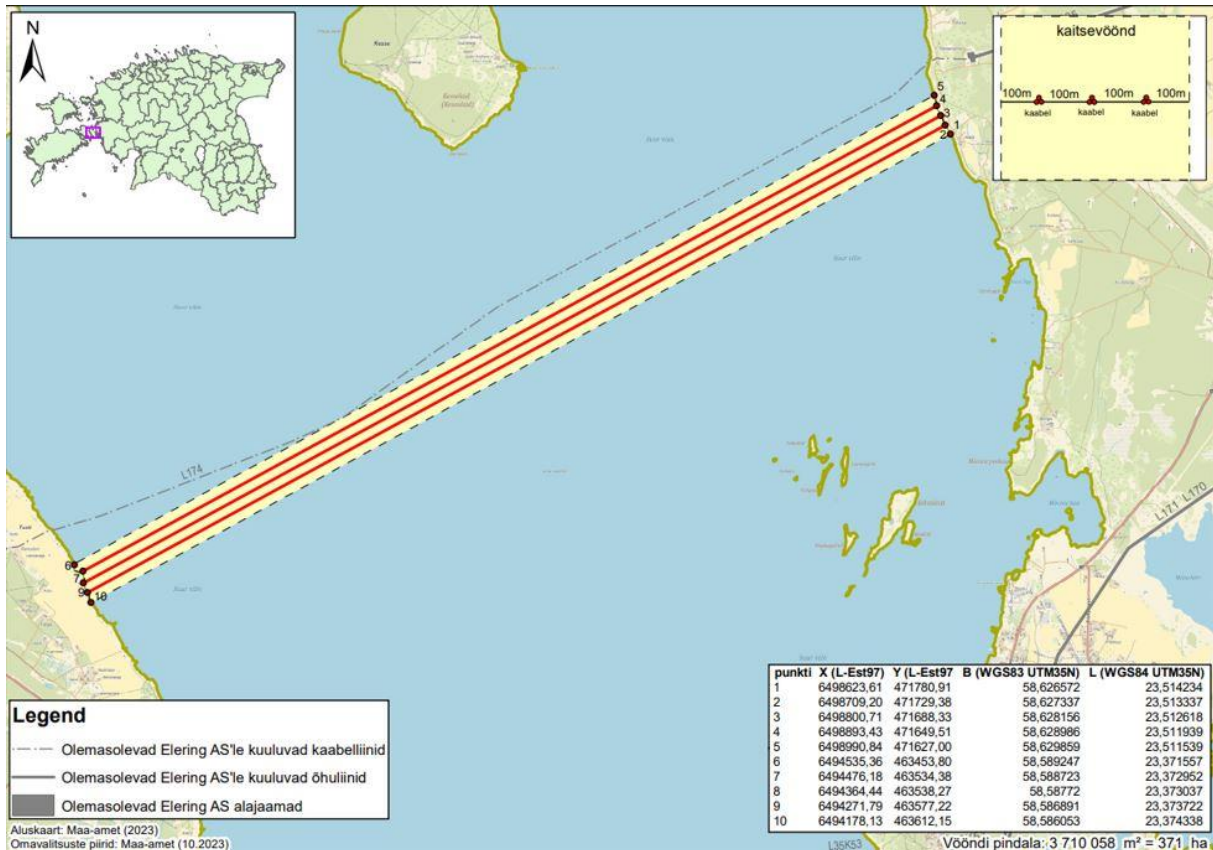 N
kaitsevöönd
100m 100m 100m 100m
kaabel kaabel kaabel
5
4
3
1
2
L174
L171 L170
6
7
9
10
Legend
Olemasolevad Elering AS'le kuuluvad kaabelliinid
Olemasolevad Elering AS'le kuuluvad õhuliinid
Olemasolevad Elering AS alajaamad
Aluskaart: Maa-amet (2023)
Omavalitsuste piirid: Maa-amet (10.2023)
punkti X (L-Est97) Y (L-Est97 B (WGS83 UTM35N) L (WGS84 UTM35N)
1 6498623,61 471780,91 58,626572 23,514234
2 6498709,20 471729,38 58,627337 23,513337
3 6498800,71 471688,33 58,628156 23,512618
4 6498893,43 471649,51 58,628986 23,511939
5 6498990,84 471627,00 58,629859 23,511539
6 6494535,36 463453,80 58,589247 23,371557
7 6494476,18 463534,38 58,588723 23,372952
8 6494364,44 463538,27 58,58772 23,373037
9 6494271,79 463577,22 58,586891 23,373722
10 6494178,13 463612,15 58,586053 23,374338
L35K53
Vööndi pindala: 3 710 058 m² = 371 ha